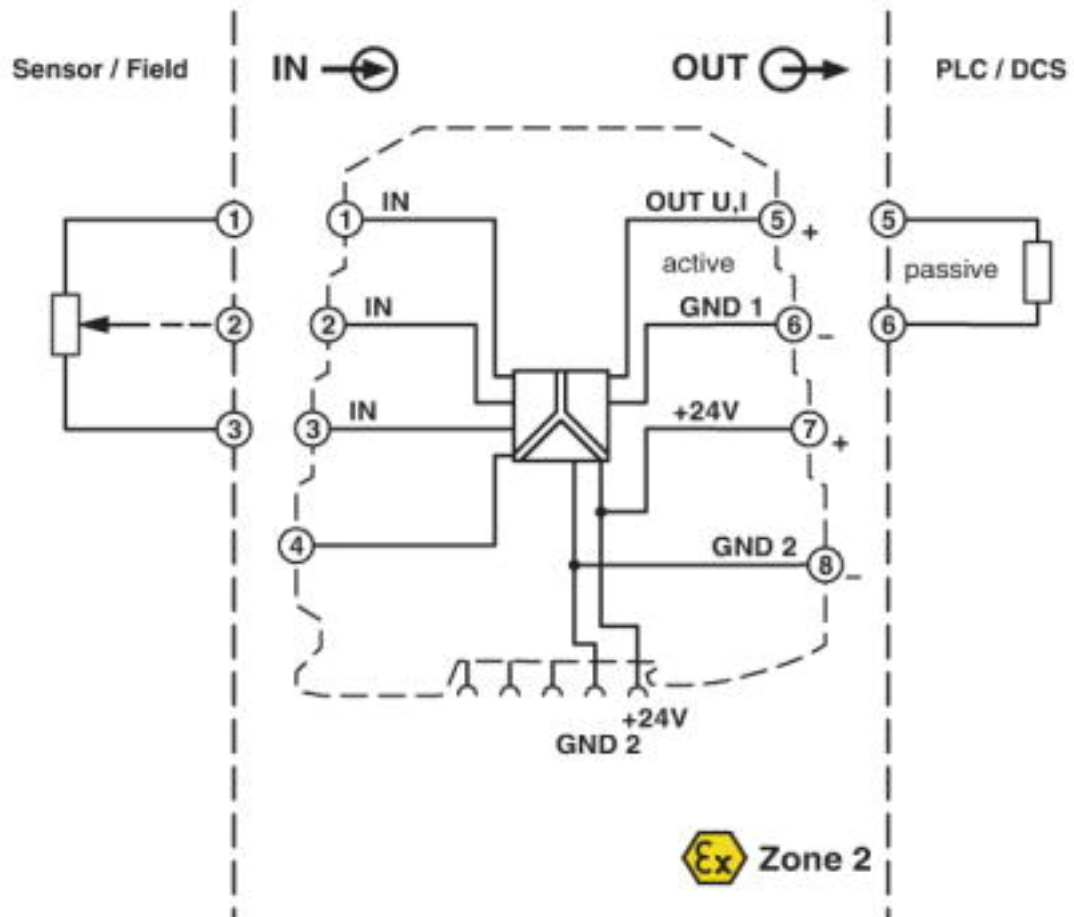 Sensor / Field IN OUT PLC / DCS
1 1 IN OUT U,I 5 + 5
active passive
2 2 IN GND 1 6 – 6
3 3 IN +24V 7 +
4 GND 2 8 –
+24V
GND 2
Ex Zone 2